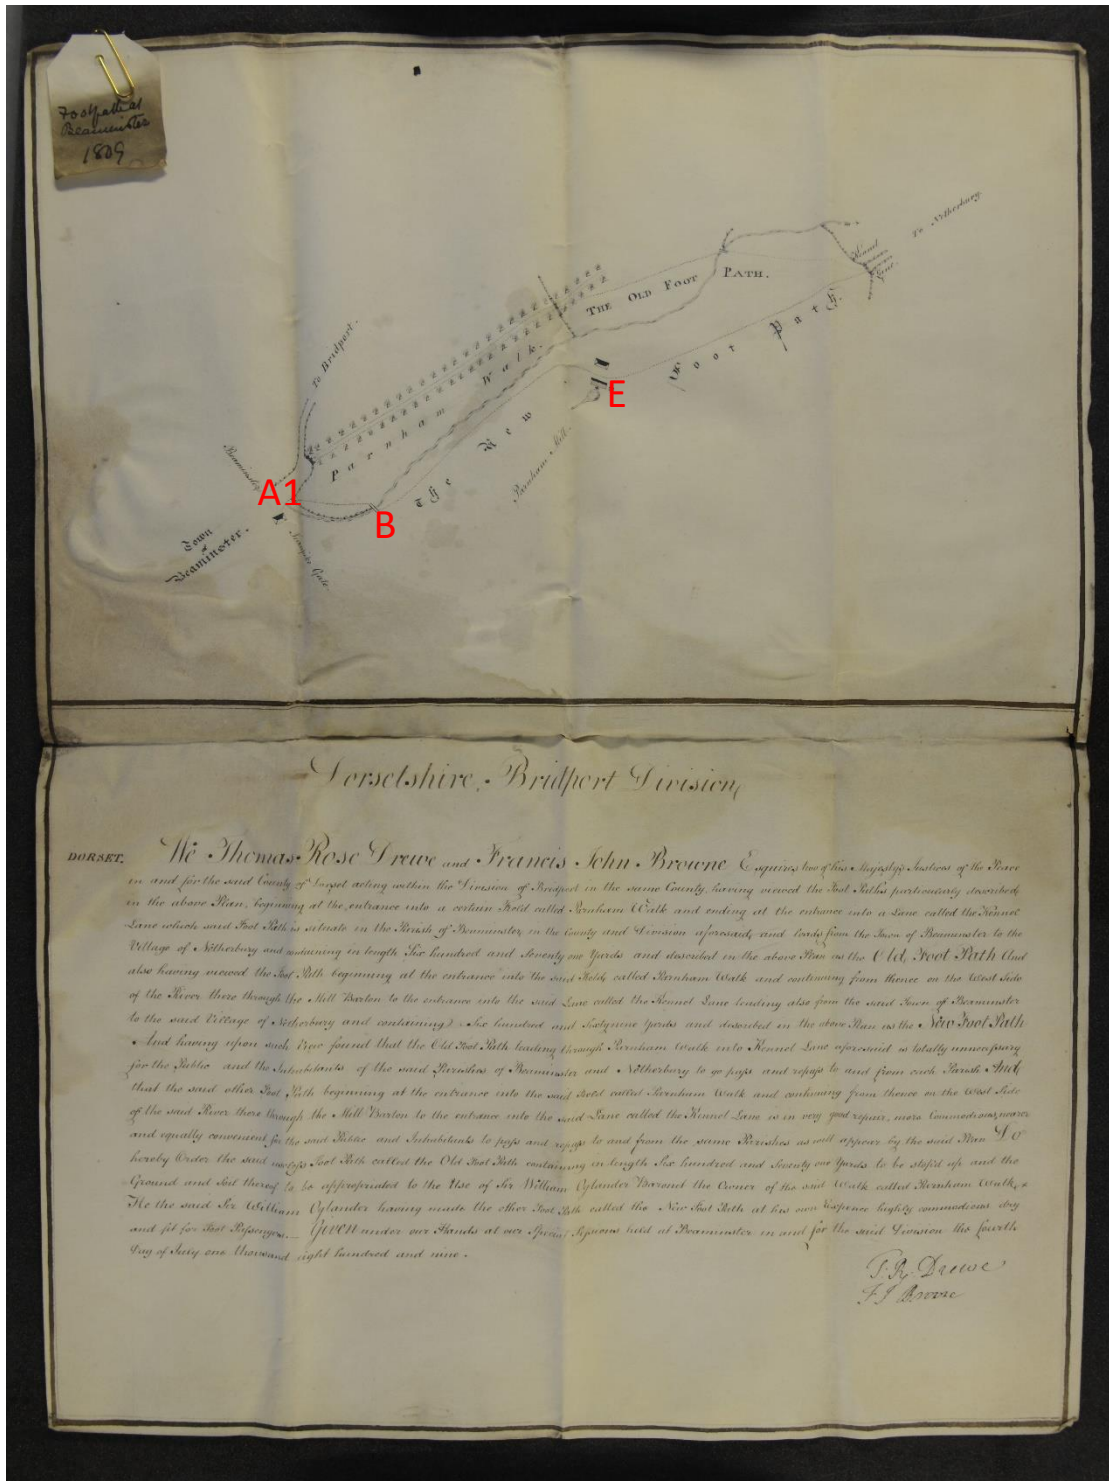 Footpath at
Beaminster
1809
To Netherbury
Kennel
Lane.
THE OLD FOOT PATH.
To Bridport.
Parnham Walk.
The New Foot Path.
E
Parnham Mill.
Beaminster
A1
B
Town
of
Beaminster.
Turnpike Gate
Dorsetshire, Bridport Division,
DORSET. We Thomas Rose Drewe and Francis John Browne Esquires two of his Majesty's Justices of the Peace
in and for the said County of Dorset acting within the Division of Bridport in the same County, having viewed the Foot Paths particularly described
in the above Plan, beginning at the entrance into a certain Field called Parnham Walk and ending at the entrance into a Lane called the Kennel
Lane which said Foot Path is situate in the Parish of Beaminster, in the County and Division aforesaid, and leads from the Town of Beaminster to the
Village of Netherbury and containing in length Six hundred and Seventy one Yards and described in the above Plan as the Old Foot Path And
also having viewed the Foot Path beginning at the entrance into the said Field, called Parnham Walk and continuing from thence on the West Side
of the River there through the Mill Barton to the entrance into the said Lane called the Kennel Lane leading also from the said Town of Beaminster
to the said Village of Netherbury and containing Six hundred and Sixtynine Yards and described in the above Plan as the New Foot Path
And having upon such View found that the Old Foot Path leading through Parnham Walk into Kennel Lane aforesaid is totally unnecessary
for the Public and the Inhabitants of the said Parishes of Beaminster and Netherbury to go pass and repass to and from each Parish And
that the said other Foot Path beginning at the entrance into the said Field called Parnham Walk and continuing from thence on the West Side
of the said River there through the Mill Barton to the entrance into the said Lane called the Kennel Lane is in very good repair, more Commodious, nearer
and equally convenient for the said Public and Inhabitants to pass and repass to and from the same Parishes as will appear by the said Plan Do
hereby Order the said useless Foot Path called the Old Foot Path containing in length Six hundred and Seventy one Yards to be stop'd up and the
Ground and Soil thereof to be appropriated to the Use of Sir William Oglander Baronet the Owner of the said Walk called Parnham Walk, &
He the said Sir William Oglander having made the other Foot Path called the New Foot Path at his own Expence highly commodious dry
and fit for Foot Passengers. Given under our Hands at our Special Sessions held at Beaminster in and for the said Division the fourth
Day of July one thousand eight hundred and nine.
T. R. Drewe
F J Browne